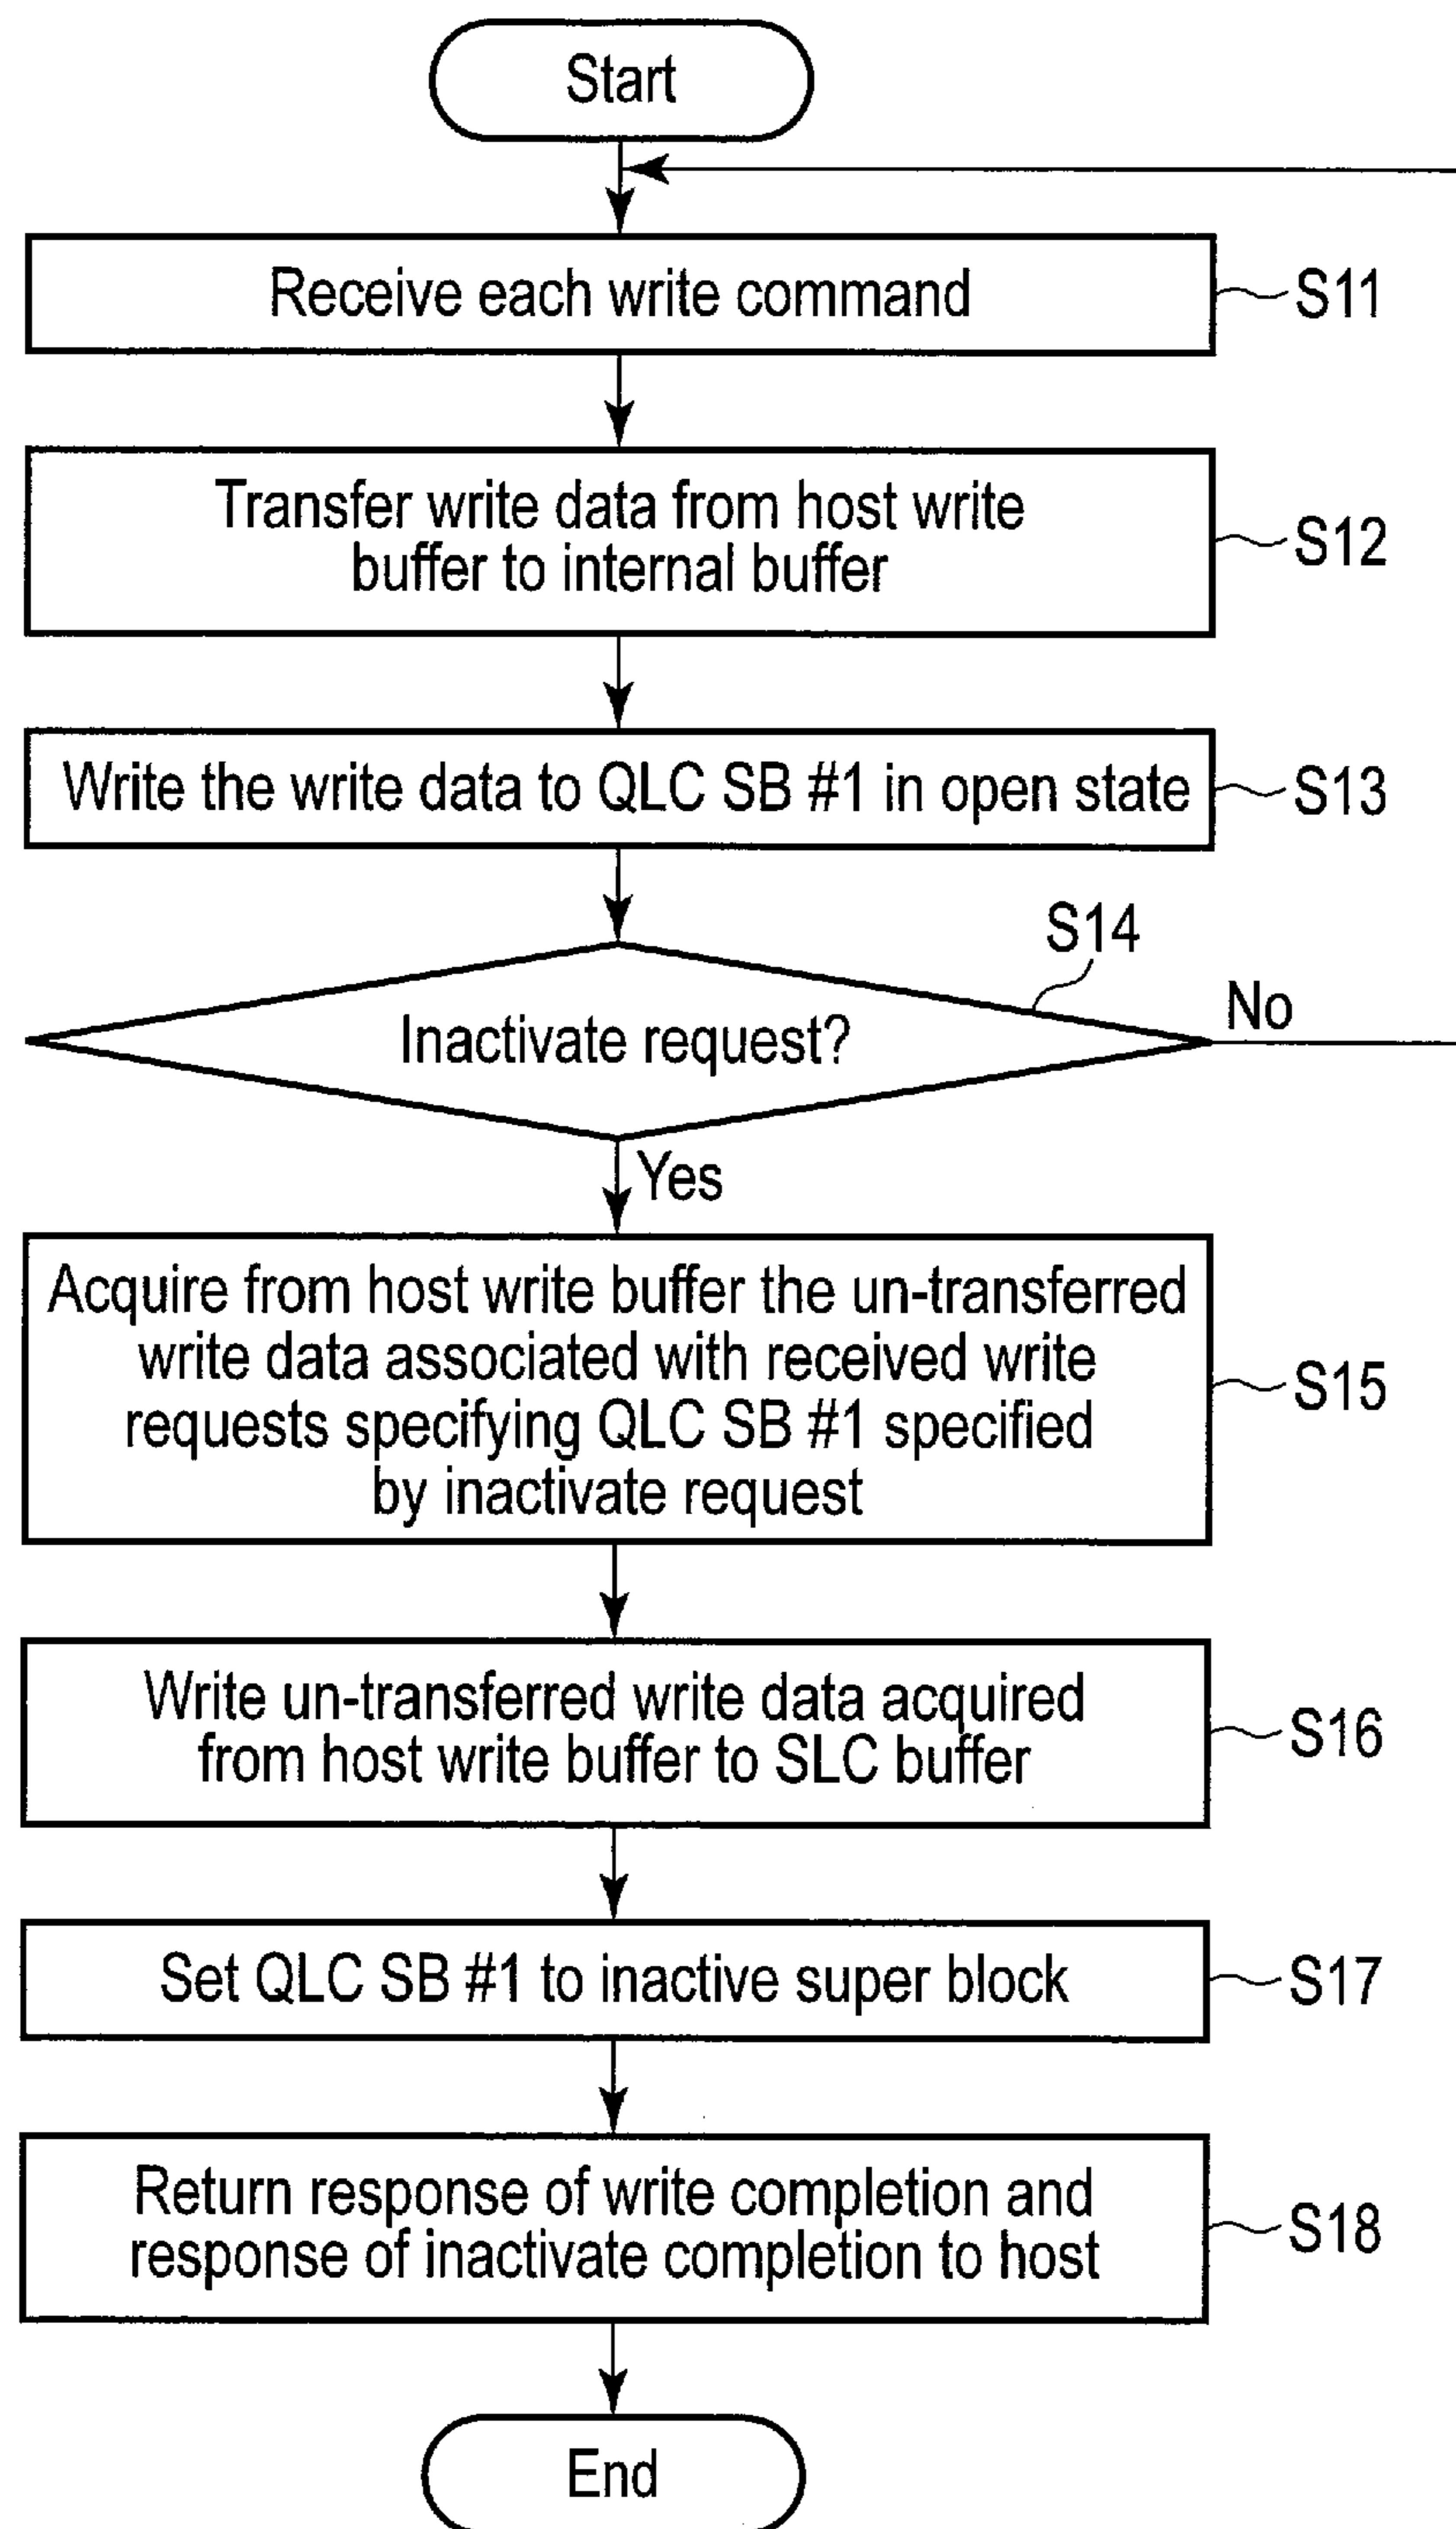 Start
Receive each write command
S11
Transfer write data from host write
buffer to internal buffer
S12
Write the write data to QLC SB #1 in open state
S13
S14
Inactivate request?
No
Yes
Acquire from host write buffer the un-transferred
write data associated with received write
requests specifying QLC SB #1 specified
by inactivate request
S15
Write un-transferred write data acquired
from host write buffer to SLC buffer
S16
Set QLC SB #1 to inactive super block
S17
Return response of write completion and
response of inactivate completion to host
S18
End